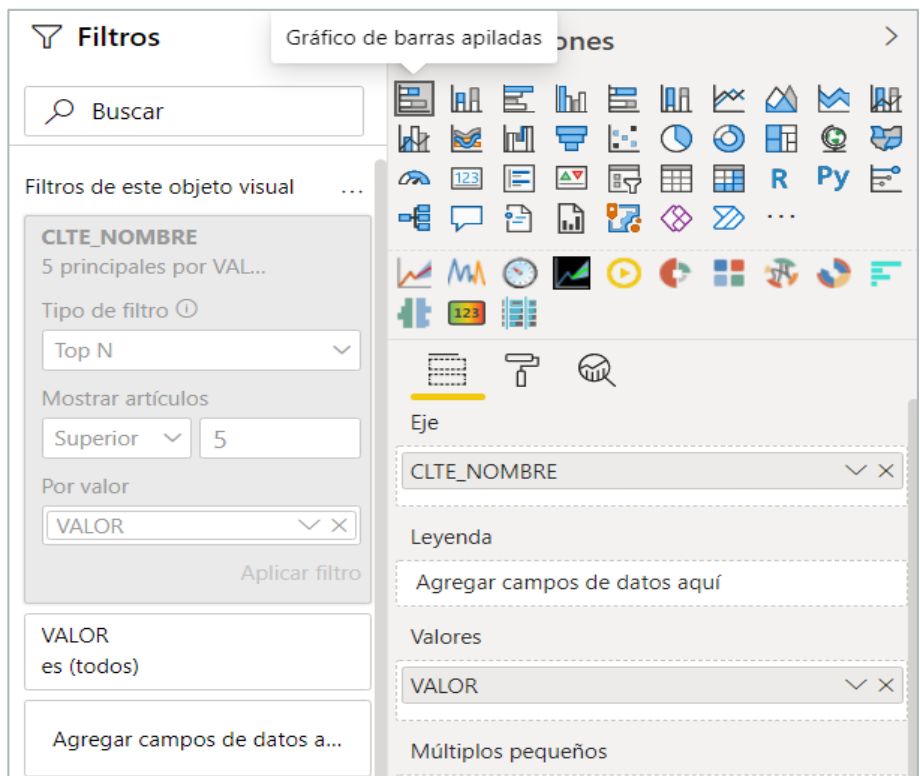 Filtros
Buscar
Filtros de este objeto visual ...
CLTE_NOMBRE
5 principales por VAL...
Tipo de filtro
Top N
Mostrar artículos
Superior 5
Por valor
VALOR
Aplicar filtro
VALOR
es (todos)
Agregar campos de datos a...
Gráfico de barras apiladas
ones
123
R Py
...
123
Eje
CLTE_NOMBRE
Leyenda
Agregar campos de datos aquí
Valores
VALOR
Múltiplos pequeños